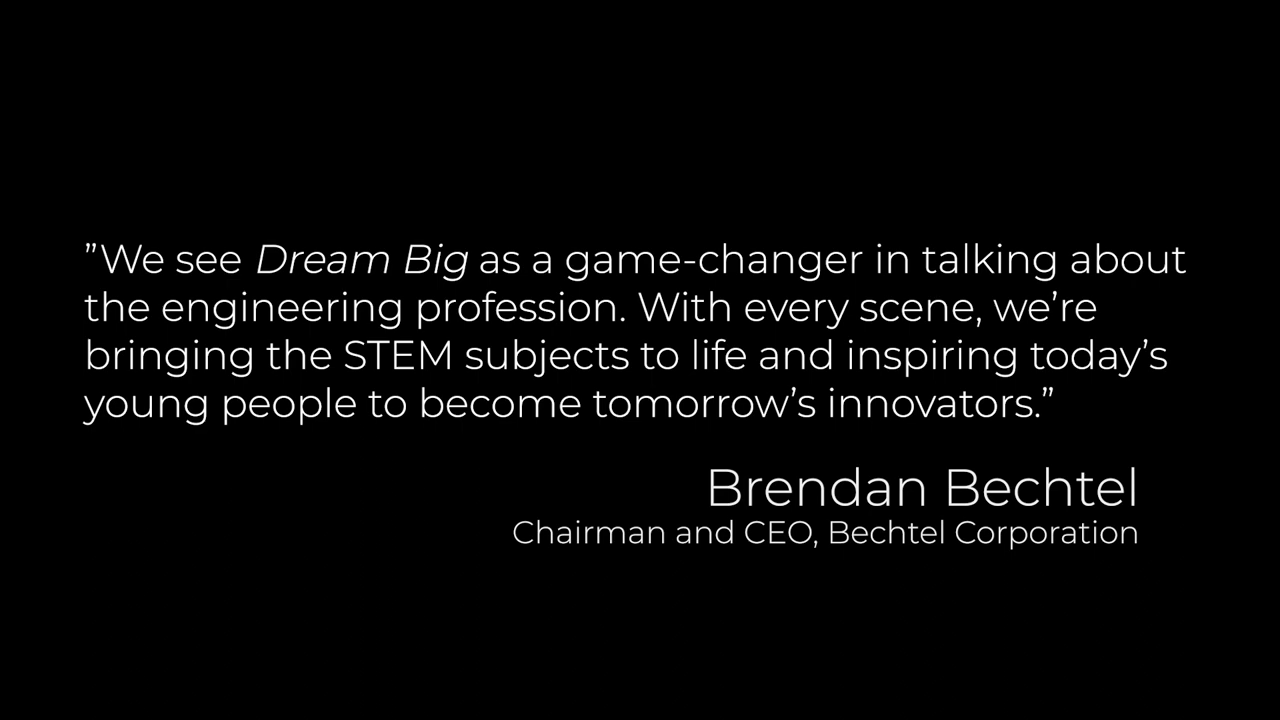 ”We see Dream Big as a game-changer in talking about
the engineering profession. With every scene, we’re
bringing the STEM subjects to life and inspiring today’s
young people to become tomorrow’s innovators.”
Brendan Bechtel
Chairman and CEO, Bechtel Corporation